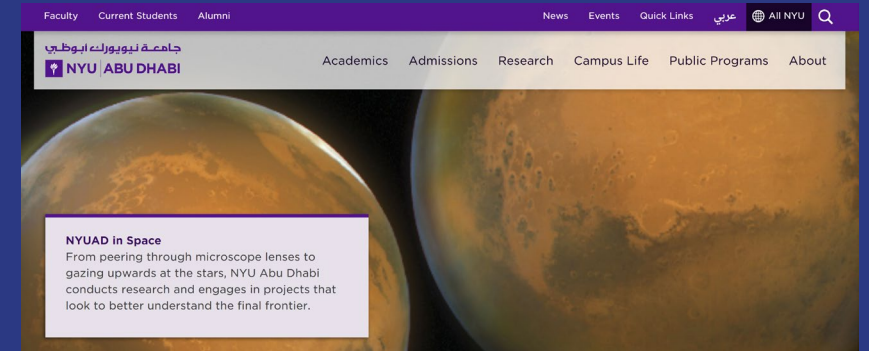 Faculty Current Students Alumni News Events Quick Links عربي All NYU
جامعـة نيويورك أبوظـبي
NYU ABU DHABI
Academics Admissions Research Campus Life Public Programs About
NYUAD in Space
From peering through microscope lenses to
gazing upwards at the stars, NYU Abu Dhabi
conducts research and engages in projects that
look to better understand the final frontier.